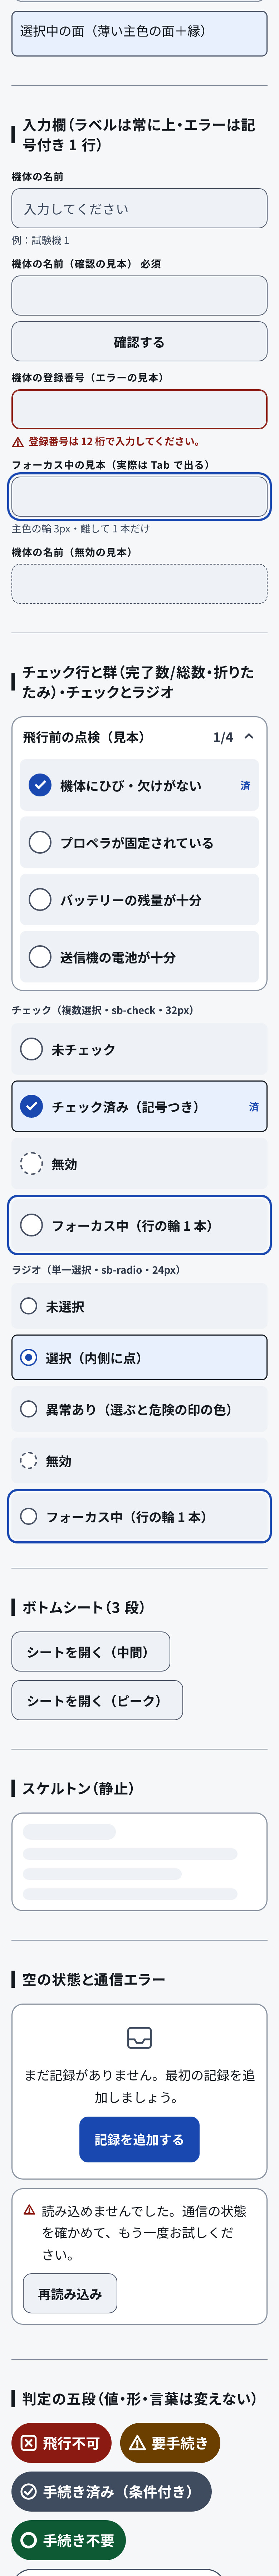 選択中の面（薄い主色の面＋縁）
入力欄（ラベルは常に上・エラーは記
号付き 1 行）
機体の名前
入力してください
例：試験機 1
機体の名前（確認の見本） 必須
確認する
機体の登録番号（エラーの見本）
登録番号は 12 桁で入力してください。
フォーカス中の見本（実際は Tab で出る）
主色の輪 3px・離して 1 本だけ
機体の名前（無効の見本）
チェック行と群（完了数/総数・折りた
たみ）・チェックとラジオ
飛行前の点検（見本） 1/4
機体にひび・欠けがない 済
プロペラが固定されている
バッテリーの残量が十分
送信機の電池が十分
チェック（複数選択・sb-check・32px）
未チェック
チェック済み（記号つき） 済
無効
フォーカス中（行の輪 1 本）
ラジオ（単一選択・sb-radio・24px）
未選択
選択（内側に点）
異常あり（選ぶと危険の印の色）
無効
フォーカス中（行の輪 1 本）
ボトムシート（3 段）
シートを開く（中間）
シートを開く（ピーク）
スケルトン（静止）
空の状態と通信エラー
まだ記録がありません。最初の記録を追
加しましょう。
記録を追加する
読み込めませんでした。通信の状態
を確かめて、もう一度お試しくだ
さい。
再読み込み
判定の五段（値・形・言葉は変えない）
飛行不可 要手続き
手続き済み（条件付き）
手続き不要